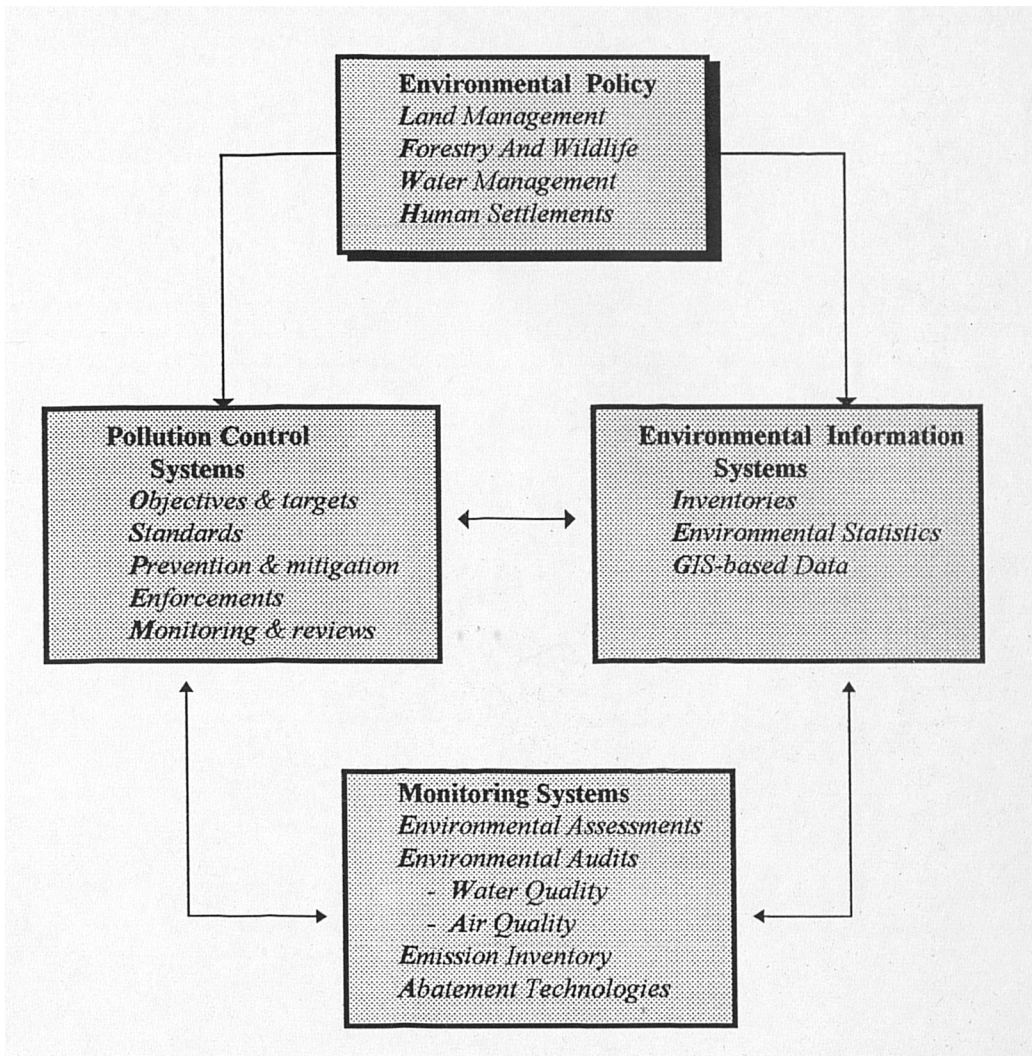 Environmental Policy
Land Management
Forestry And Wildlife
Water Management
Human Settlements
Pollution Control
Systems
Objectives & targets
Standards
Prevention & mitigation
Enforcements
Monitoring & reviews
Environmental Information
Systems
Inventories
Environmental Statistics
GIS-based Data
Monitoring Systems
Environmental Assessments
Environmental Audits
- Water Quality
- Air Quality
Emission Inventory
Abatement Technologies